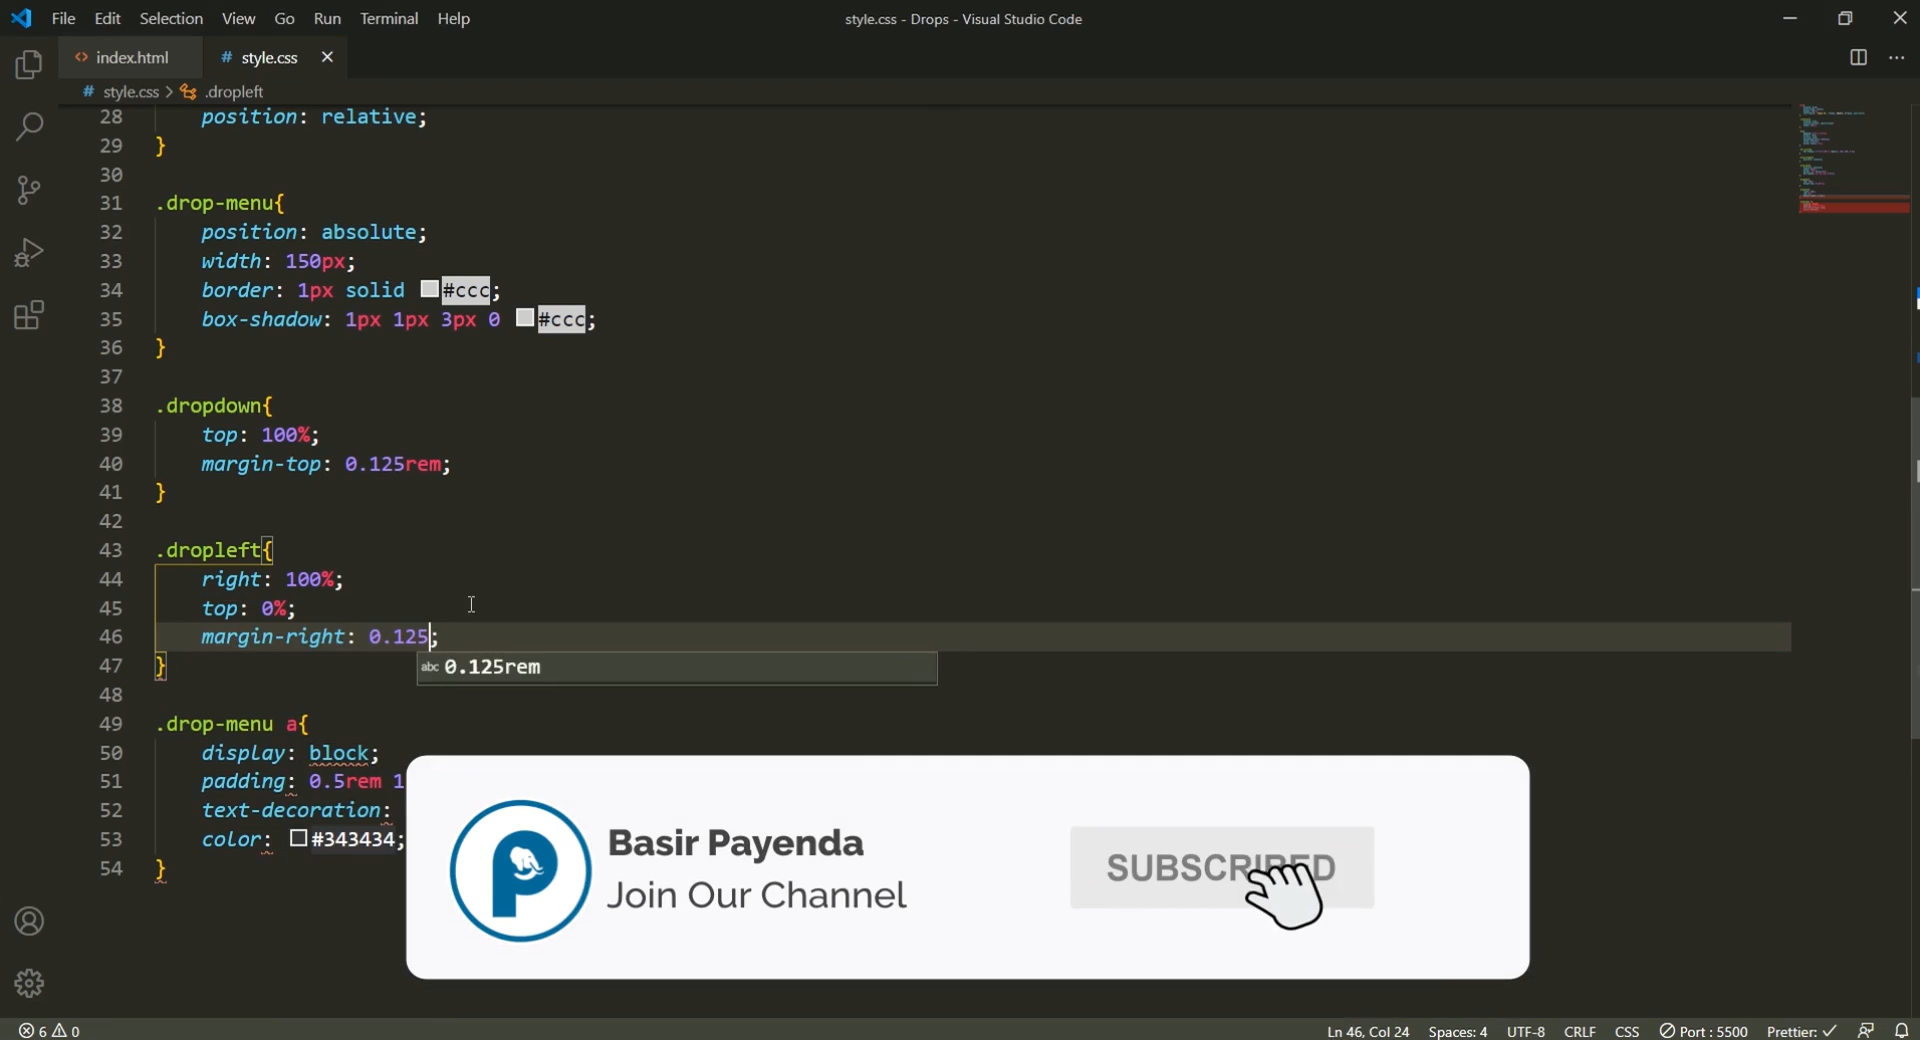 File Edit Selection View Go Run Terminal Help
style.css - Drops - Visual Studio Code
<> index.html # style.css
# style.css > .dropleft
28 position: relative;
29 }
30
31 .drop-menu{
32 position: absolute;
33 width: 150px;
34 border: 1px solid #ccc;
35 box-shadow: 1px 1px 3px 0 #ccc;
36 }
37
38 .dropdown{
39 top: 100%;
40 margin-top: 0.125rem;
41 }
42
43 .dropleft{
44 right: 100%;
45 top: 0%;
46 margin-right: 0.125;
47 }
abc 0.125rem
48
49 .drop-menu a{
50 display: block;
51 padding: 0.5rem 1
52 text-decoration:
53 color: #343434;
54 }
Basir Payenda
Join Our Channel
SUBSCRIBED
6 0
Ln 46, Col 24 Spaces: 4 UTF-8 CRLF CSS Port : 5500 Prettier: ✓